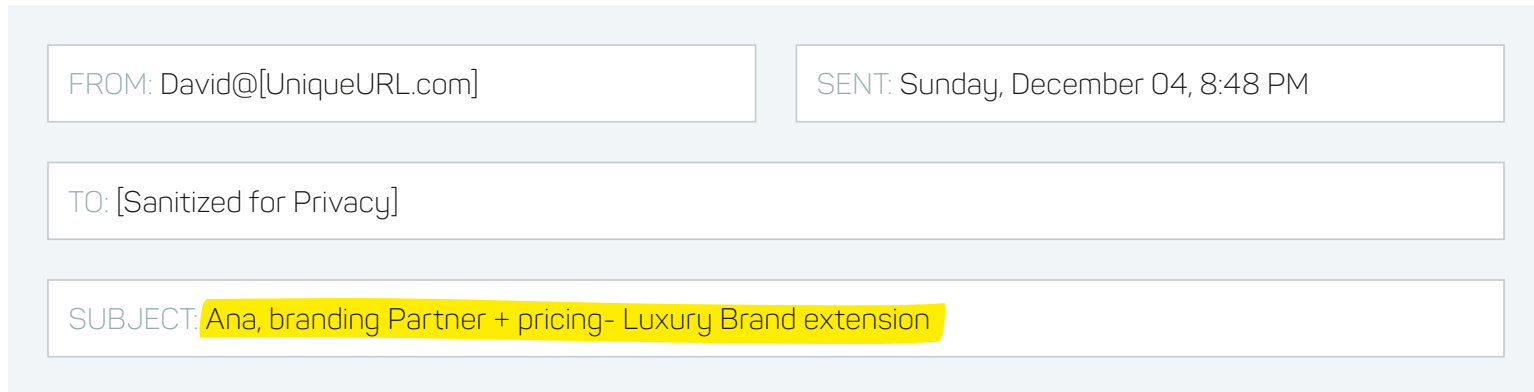 FROM: David@[UniqueURL.com]
SENT: Sunday, December 04, 8:48 PM
TO: [Sanitized for Privacy]
SUBJECT: Ana, branding Partner + pricing- Luxury Brand extension